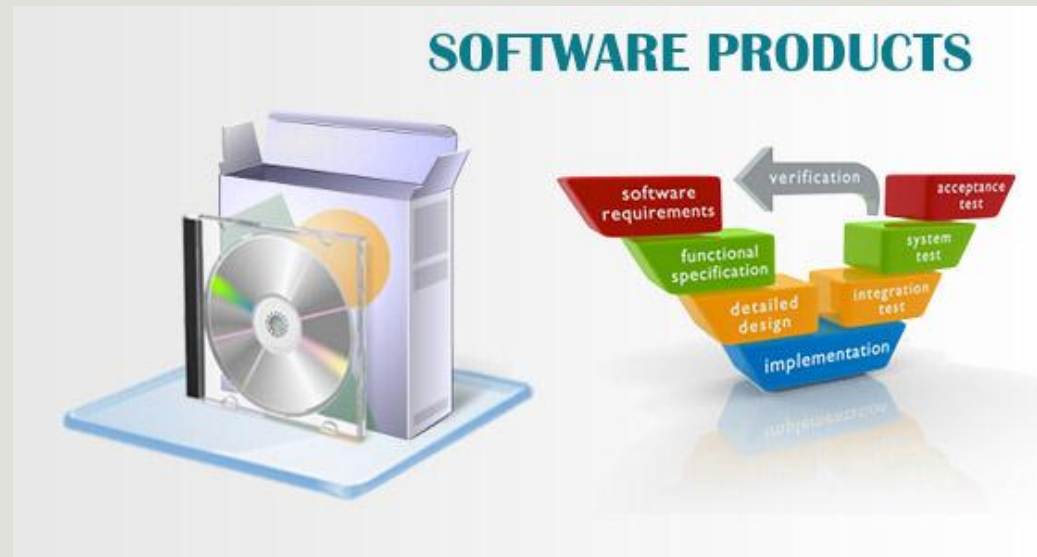 SOFTWARE PRODUCTS
software
requirements
functional
specification
detailed
design
implementation
integration
test
system
test
acceptance
test
verification